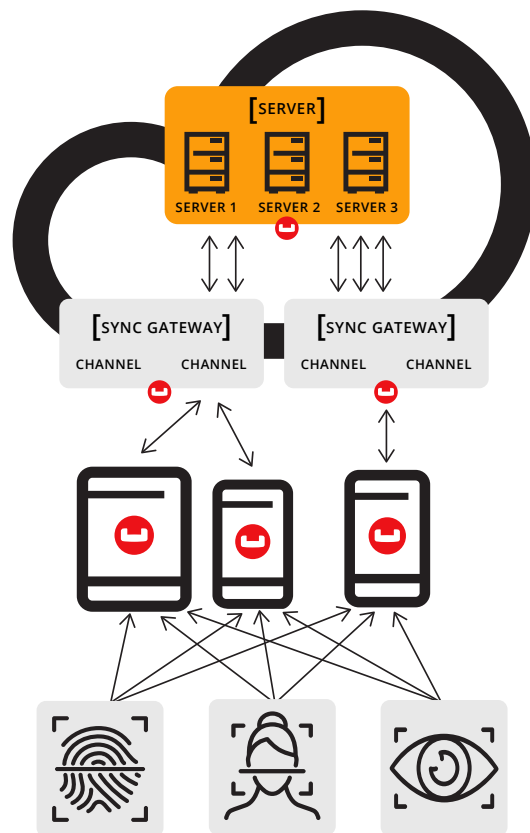 [SERVER]
SERVER 1 SERVER 2 SERVER 3
[SYNC GATEWAY] [SYNC GATEWAY]
CHANNEL CHANNEL CHANNEL CHANNEL